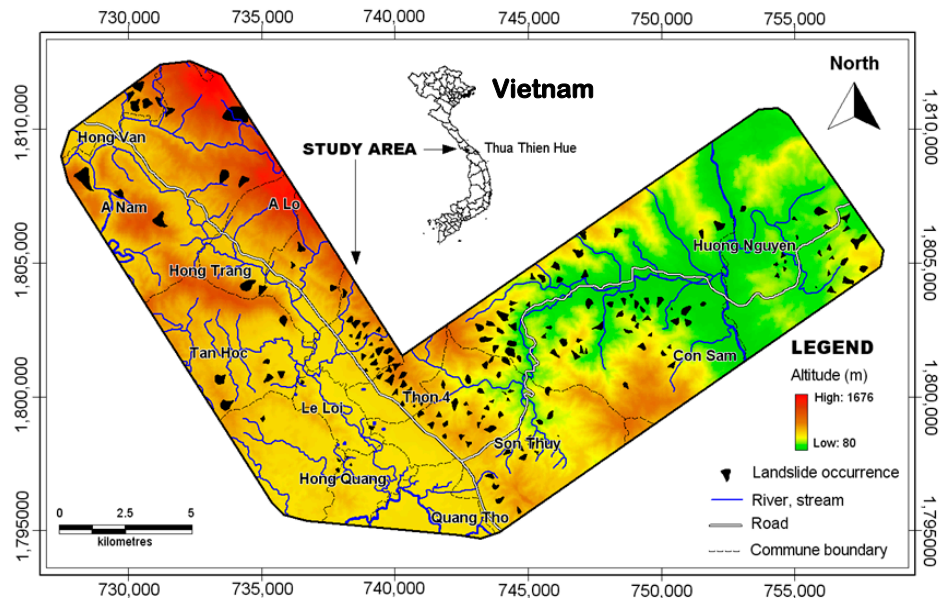 730,000 735,000 740,000 745,000 750,000 755,000
Vietnam
North
1,810,000
1,810,000
Hong Van
STUDY AREA
Thua Thien Hue
A Nam
A Lo
Huong Nguyen
1,805,000
1,805,000
Hong Trang
Tan Hoc
Con Sam
LEGEND
Altitude (m)
High: 1676
Low: 80
1,800,000
1,800,000
Thon 4
Le Loi
Son Thuy
Hong Quang
Quang Tho
Landslide occurrence
River, stream
Road
Commune boundary
0 2.5 5
kilometres
1,795000
1,795000
730,000 735,000 740,000 745,000 750,000 755,000